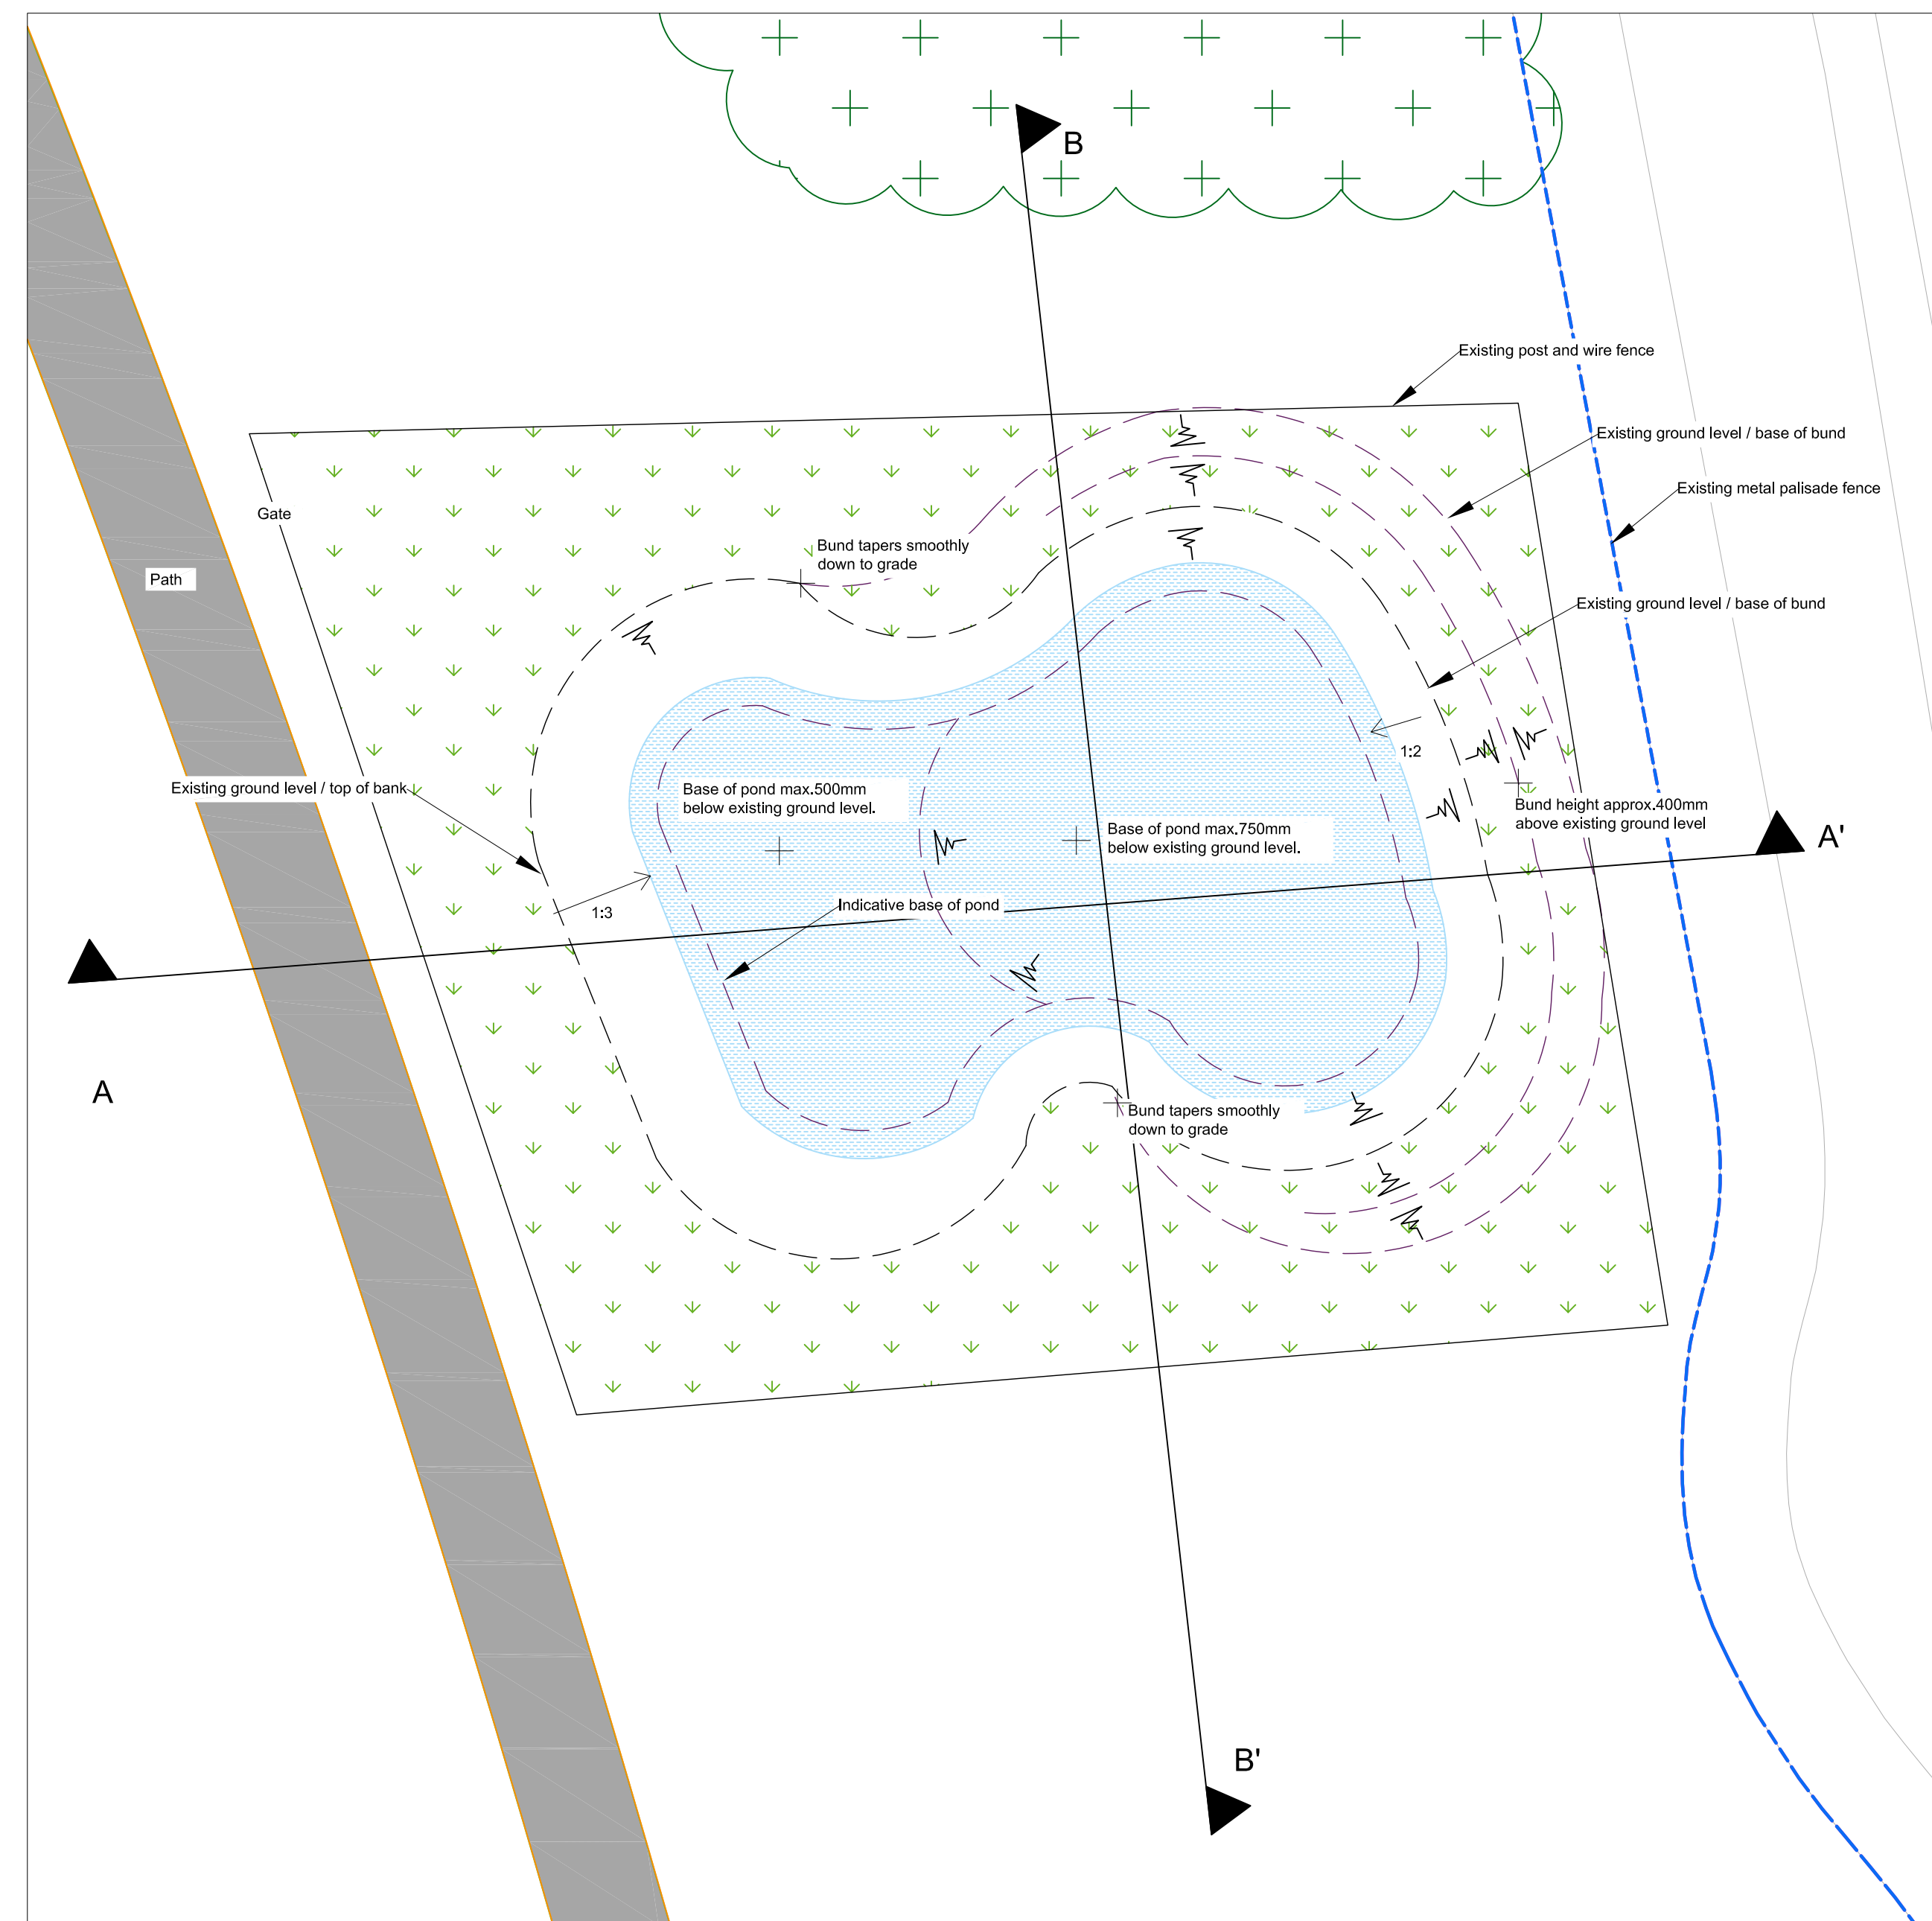 B
Existing post and wire fence
Existing ground level / base of bund
Existing metal palisade fence
Gate
Bund tapers smoothly
down to grade
Path
Existing ground level / base of bund
1:2
Existing ground level / top of bank
Base of pond max.500mm
below existing ground level.
Bund height approx.400mm
above existing ground level
Base of pond max.750mm
below existing ground level.
A'
Indicative base of pond
1:3
A
Bund tapers smoothly
down to grade
B'